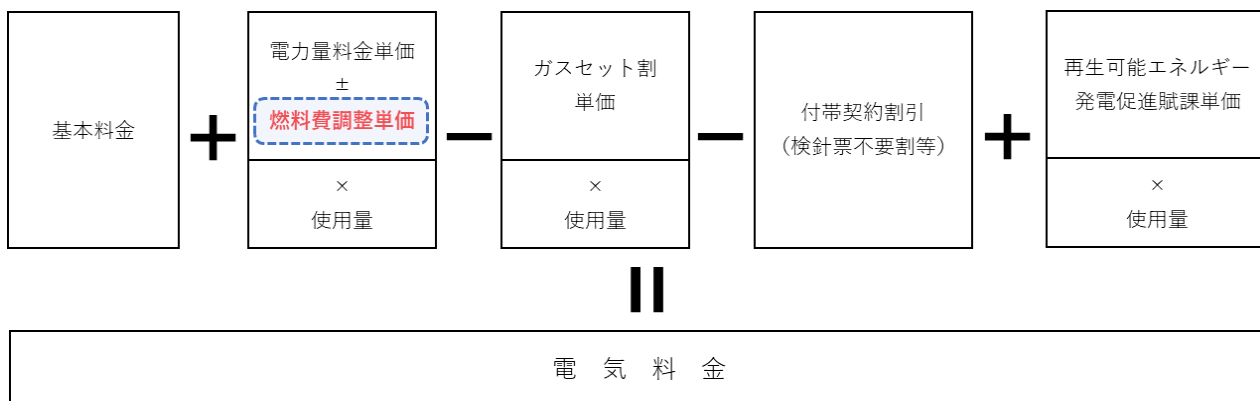 基本料金
＋
電力量料金単価
±
燃料費調整単価
×
使用量
－
ガスセット割
単価
×
使用量
－
付帯契約割引
（検針票不要割等）
＋
再生可能エネルギー
発電促進賦課単価
×
使用量
＝
電気料金